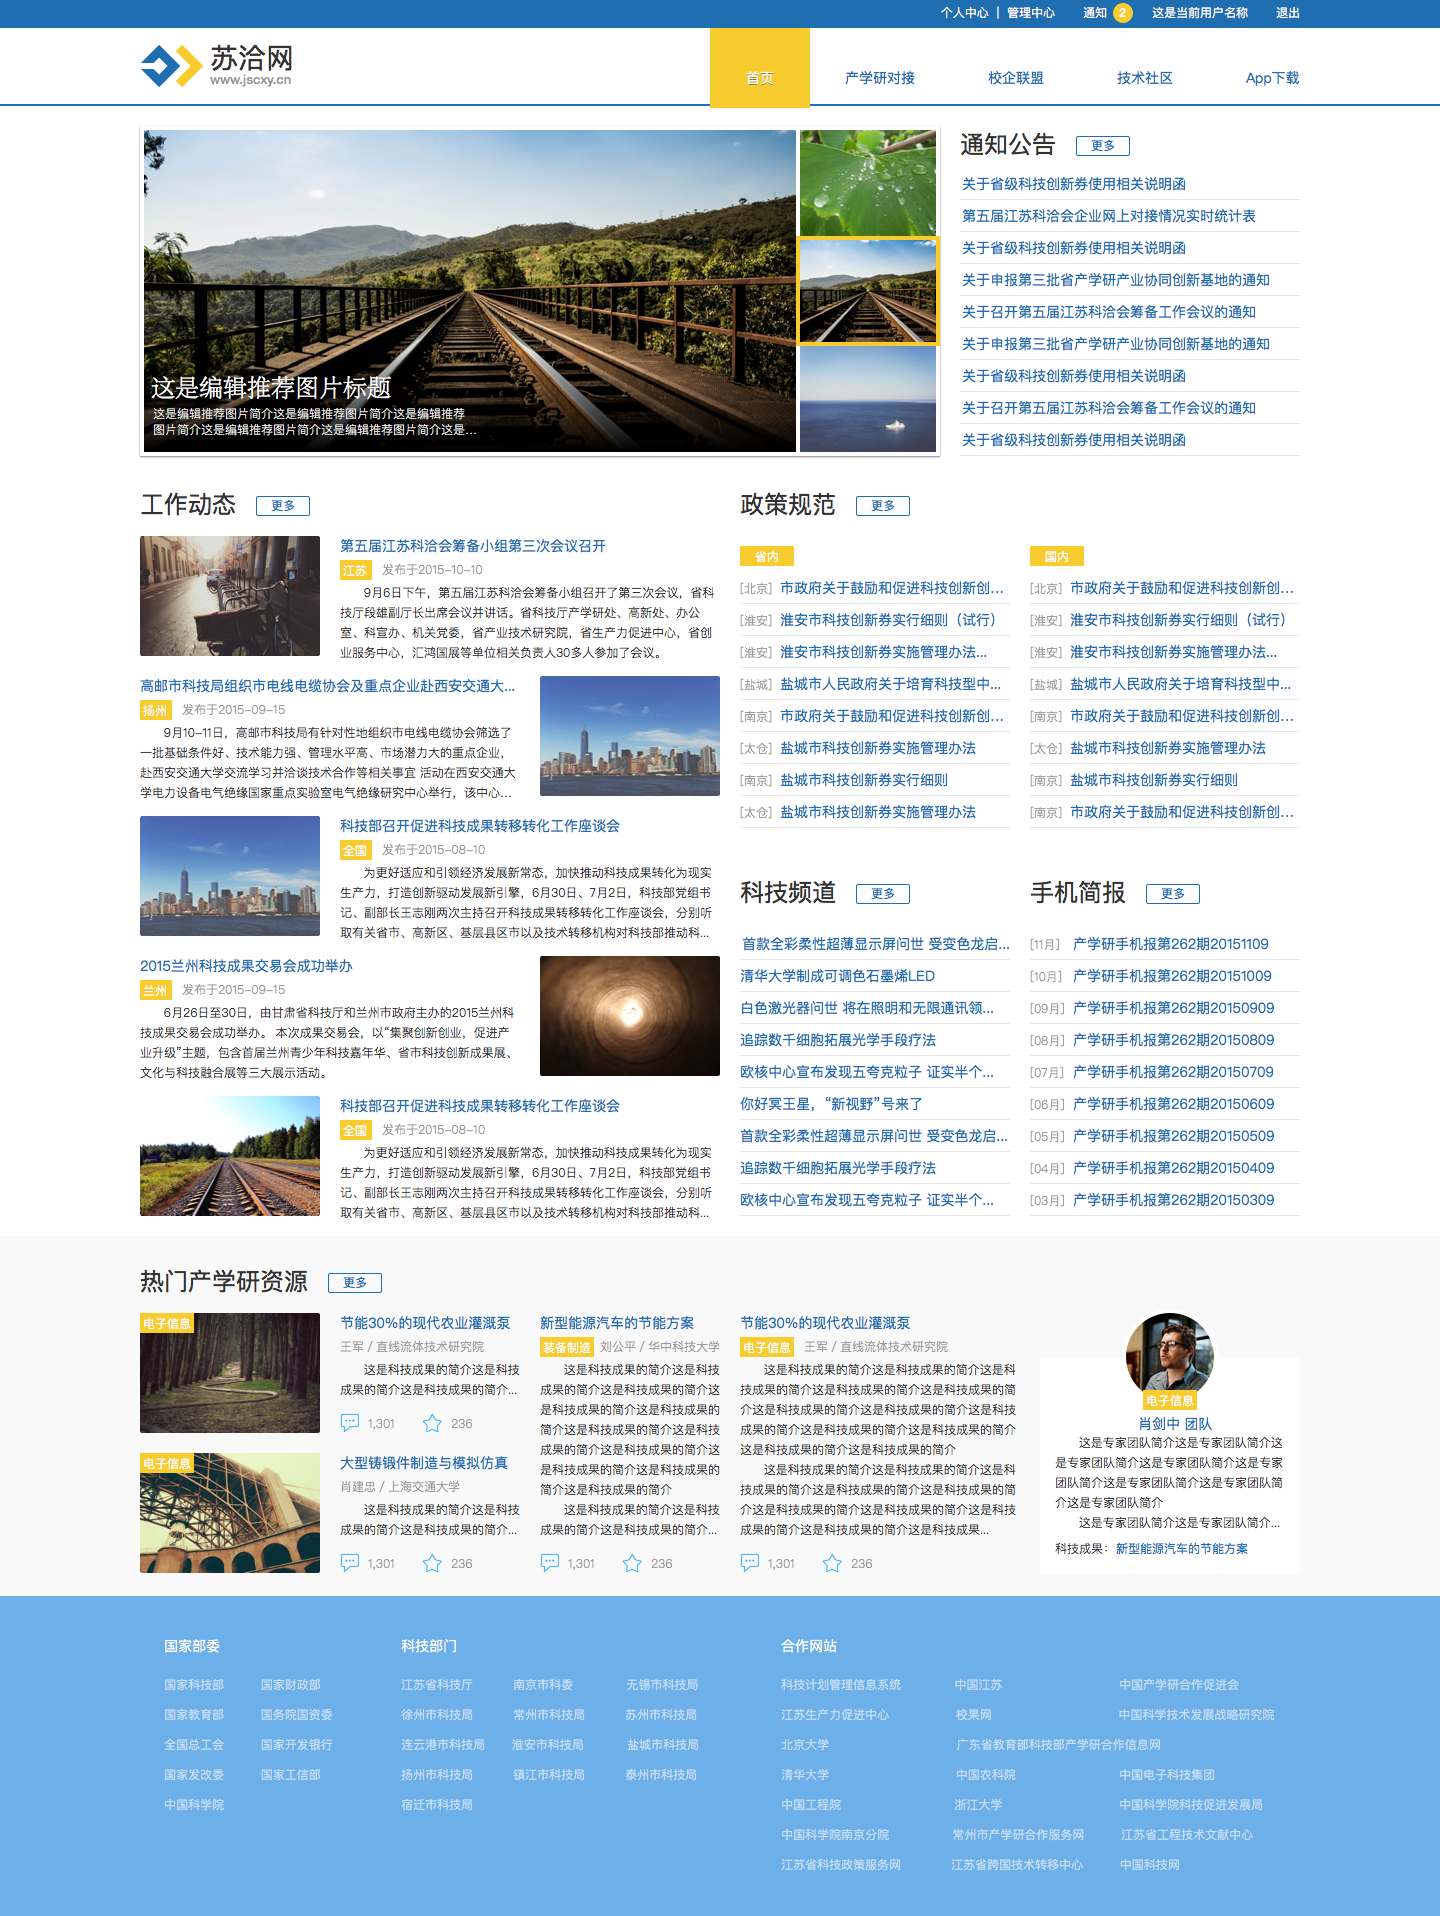 个人中心 | 管理中心 通知 2 这是当前用户名称 退出
苏洽网
www.jscxy.cn
首页 产学研对接 校企联盟 技术社区 App下载
这是编辑推荐图片标题
这是编辑推荐图片简介这是编辑推荐图片简介这是编辑推荐
图片简介这是编辑推荐图片简介这是编辑推荐图片简介这是...
通知公告 更多
关于省级科技创新券使用相关说明函
第五届江苏科洽会企业网上对接情况实时统计表
关于省级科技创新券使用相关说明函
关于申报第三批省产学研产业协同创新基地的通知
关于召开第五届江苏科洽会筹备工作会议的通知
关于申报第三批省产学研产业协同创新基地的通知
关于省级科技创新券使用相关说明函
关于召开第五届江苏科洽会筹备工作会议的通知
关于省级科技创新券使用相关说明函
工作动态 更多
第五届江苏科洽会筹备小组第三次会议召开
江苏 发布于2015-10-10
9月6日下午，第五届江苏科洽会筹备小组召开了第三次会议，省科
技厅段雄副厅长出席会议并讲话。省科技厅产学研处、高新处、办公
室、科宣办、机关党委，省产业技术研究院，省生产力促进中心，省创
业服务中心，汇鸿国展等单位相关负责人30多人参加了会议。
高邮市科技局组织市电线电缆协会及重点企业赴西安交通大...
扬州 发布于2015-09-15
9月10-11日，高邮市科技局有针对性地组织市电线电缆协会筛选了
一批基础条件好、技术能力强、管理水平高、市场潜力大的重点企业，
赴西安交通大学交流学习并洽谈技术合作等相关事宜 活动在西安交通大
学电力设备电气绝缘国家重点实验室电气绝缘研究中心举行，该中心...
科技部召开促进科技成果转移转化工作座谈会
全国 发布于2015-08-10
为更好适应和引领经济发展新常态，加快推动科技成果转化为现实
生产力，打造创新驱动发展新引擎，6月30日、7月2日，科技部党组书
记、副部长王志刚两次主持召开科技成果转移转化工作座谈会，分别听
取有关省市、高新区、基层县区市以及技术转移机构对科技部推动科...
2015兰州科技成果交易会成功举办
兰州 发布于2015-09-15
6月26日至30日，由甘肃省科技厅和兰州市政府主办的2015兰州科
技成果交易会成功举办。 本次成果交易会，以“集聚创新创业，促进产
业升级”主题，包含首届兰州青少年科技嘉年华、省市科技创新成果展、
文化与科技融合展等三大展示活动。
科技部召开促进科技成果转移转化工作座谈会
全国 发布于2015-08-10
为更好适应和引领经济发展新常态，加快推动科技成果转化为现实
生产力，打造创新驱动发展新引擎，6月30日、7月2日，科技部党组书
记、副部长王志刚两次主持召开科技成果转移转化工作座谈会，分别听
取有关省市、高新区、基层县区市以及技术转移机构对科技部推动科...
政策规范 更多
省内
[北京] 市政府关于鼓励和促进科技创新创...
[淮安] 淮安市科技创新券实行细则（试行）
[淮安] 淮安市科技创新券实施管理办法...
[盐城] 盐城市人民政府关于培育科技型中...
[南京] 市政府关于鼓励和促进科技创新创...
[太仓] 盐城市科技创新券实施管理办法
[南京] 盐城市科技创新券实行细则
[太仓] 盐城市科技创新券实施管理办法
国内
[北京] 市政府关于鼓励和促进科技创新创...
[淮安] 淮安市科技创新券实行细则（试行）
[淮安] 淮安市科技创新券实施管理办法...
[盐城] 盐城市人民政府关于培育科技型中...
[南京] 市政府关于鼓励和促进科技创新创...
[太仓] 盐城市科技创新券实施管理办法
[南京] 盐城市科技创新券实行细则
[南京] 市政府关于鼓励和促进科技创新创...
科技频道 更多
首款全彩柔性超薄显示屏问世 受变色龙启...
清华大学制成可调色石墨烯LED
白色激光器问世 将在照明和无限通讯领...
追踪数千细胞拓展光学手段疗法
欧核中心宣布发现五夸克粒子 证实半个...
你好冥王星，“新视野”号来了
首款全彩柔性超薄显示屏问世 受变色龙启...
追踪数千细胞拓展光学手段疗法
欧核中心宣布发现五夸克粒子 证实半个...
手机简报 更多
[11月] 产学研手机报第262期20151109
[10月] 产学研手机报第262期20151009
[09月] 产学研手机报第262期20150909
[08月] 产学研手机报第262期20150809
[07月] 产学研手机报第262期20150709
[06月] 产学研手机报第262期20150609
[05月] 产学研手机报第262期20150509
[04月] 产学研手机报第262期20150409
[03月] 产学研手机报第262期20150309
热门产学研资源 更多
电子信息
节能30%的现代农业灌溉泵
王军 / 直线流体技术研究院
这是科技成果的简介这是科技
成果的简介这是科技成果的简介...
1,301 236
电子信息
大型铸锻件制造与模拟仿真
肖建忠 / 上海交通大学
这是科技成果的简介这是科技
成果的简介这是科技成果的简介...
1,301 236
新型能源汽车的节能方案
装备制造 刘公平 / 华中科技大学
这是科技成果的简介这是科技
成果的简介这是科技成果的简介这
是科技成果的简介这是科技成果的
简介这是科技成果的简介这是科技
成果的简介这是科技成果的简介这
是科技成果的简介这是科技成果的
简介这是科技成果的简介
这是科技成果的简介这是科技
成果的简介这是科技成果的简介...
1,301 236
节能30%的现代农业灌溉泵
电子信息 王军 / 直线流体技术研究院
这是科技成果的简介这是科技成果的简介这是科
技成果的简介这是科技成果的简介这是科技成果的简
介这是科技成果的简介这是科技成果的简介这是科技
成果的简介这是科技成果的简介这是科技成果的简介
这是科技成果的简介这是科技成果的简介
这是科技成果的简介这是科技成果的简介这是科
技成果的简介这是科技成果的简介这是科技成果的简
介这是科技成果的简介这是科技成果的简介这是科技
成果的简介这是科技成果的简介这是科技成果...
1,301 236
电子信息
肖剑中 团队
这是专家团队简介这是专家团队简介这
是专家团队简介这是专家团队简介这是专家
团队简介这是专家团队简介这是专家团队简
介这是专家团队简介
这是专家团队简介这是专家团队简介...
科技成果：新型能源汽车的节能方案
国家部委
国家科技部 国家财政部
国家教育部 国务院国资委
全国总工会 国家开发银行
国家发改委 国家工信部
中国科学院
科技部门
江苏省科技厅 南京市科委 无锡市科技局
徐州市科技局 常州市科技局 苏州市科技局
连云港市科技局 淮安市科技局 盐城市科技局
扬州市科技局 镇江市科技局 泰州市科技局
宿迁市科技局
合作网站
科技计划管理信息系统 中国江苏 中国产学研合作促进会
江苏生产力促进中心 校果网 中国科学技术发展战略研究院
北京大学 广东省教育部科技部产学研合作信息网
清华大学 中国农科院 中国电子科技集团
中国工程院 浙江大学 中国科学院科技促进发展局
中国科学院南京分院 常州市产学研合作服务网 江苏省工程技术文献中心
江苏省科技政策服务网 江苏省跨国技术转移中心 中国科技网